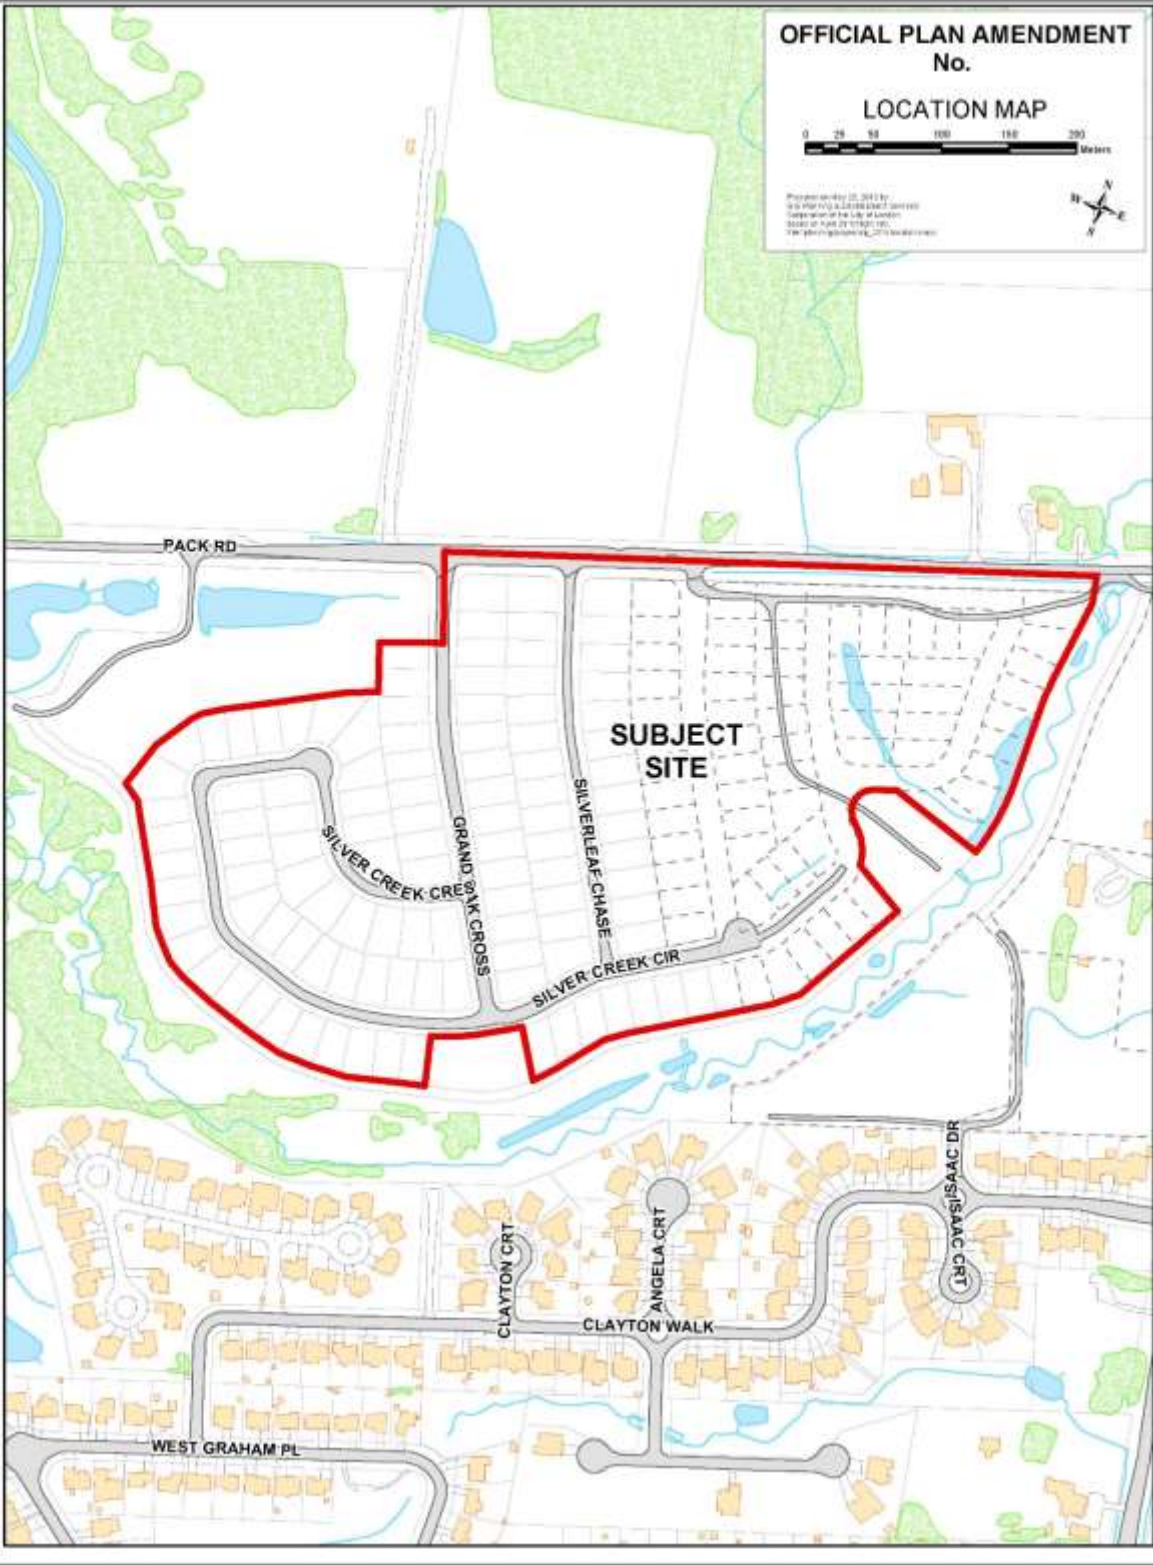 OFFICIAL PLAN AMENDMENT
No.
LOCATION MAP
0 25 50 100 150 200
Meters
N
W E
S
PACK RD
SUBJECT
SITE
SILVER CREEK CRES
GRAND OAK CROSS
SILVERLEAF CHASE
SILVER CREEK CIR
ISAAC DR
ISAAC CRT
CLAYTON CRT
ANGELA CRT
CLAYTON WALK
WEST GRAHAM PL